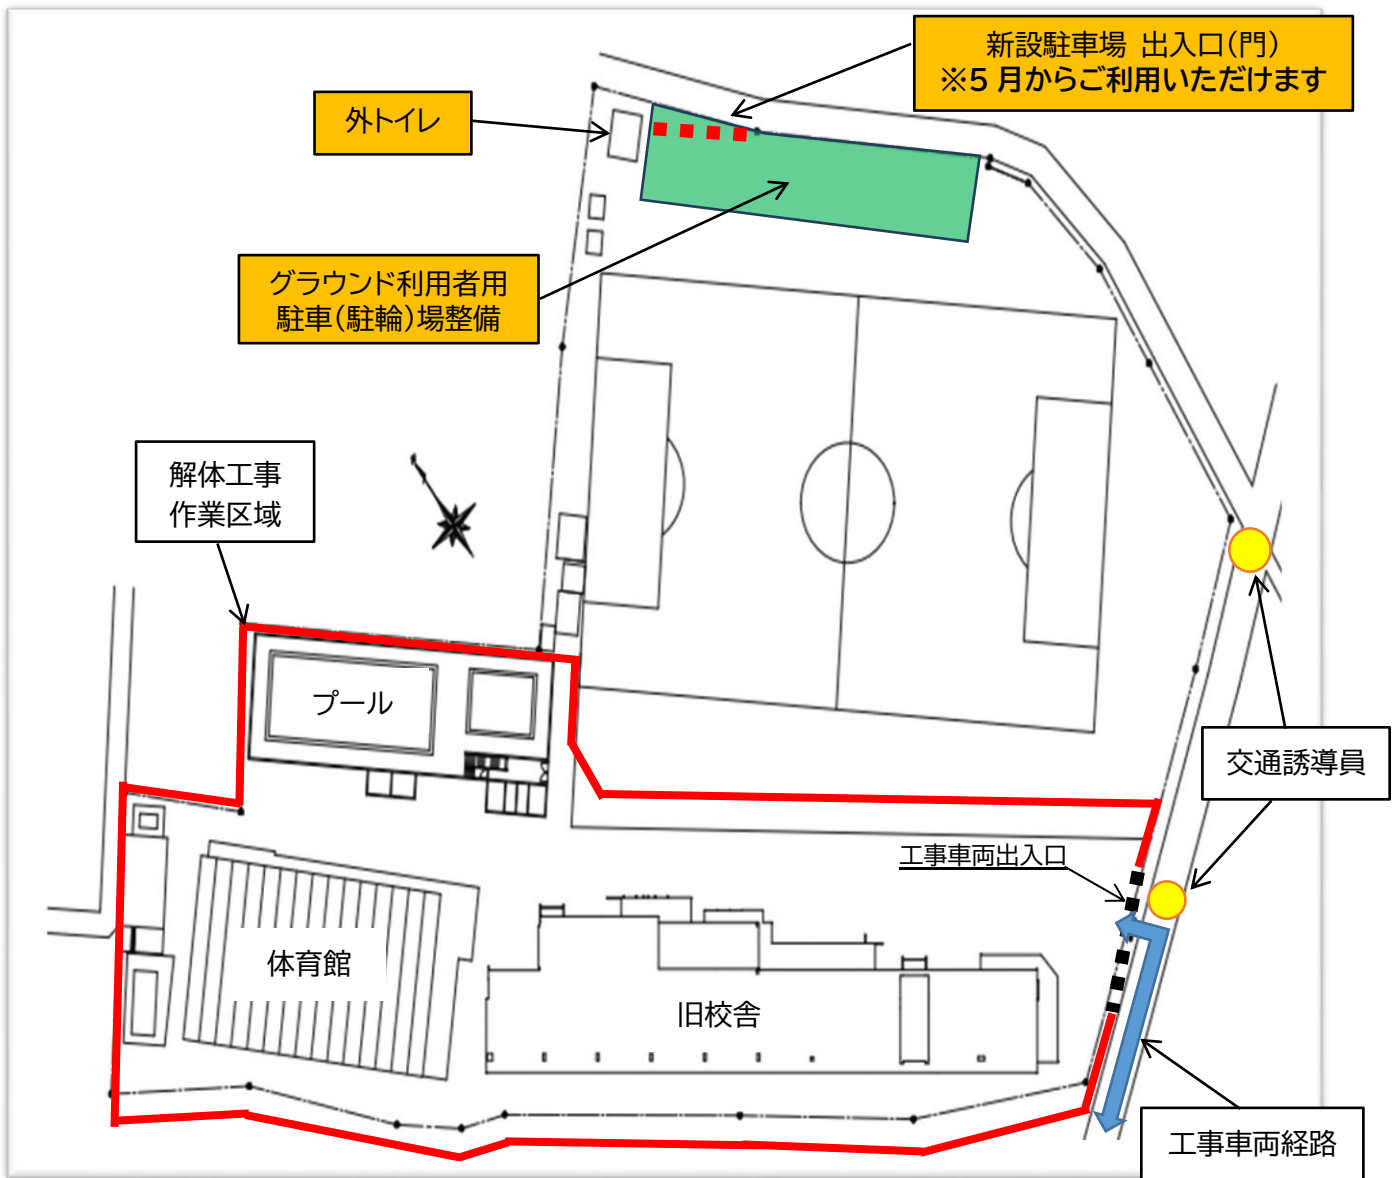 新設駐車場 出入口(門)
※5月からご利用いただけます
外トイレ
グラウンド利用者用
駐車(駐輪)場整備
解体工事
作業区域
プール
交通誘導員
工事車両出入口
体育館
旧校舎
工事車両経路